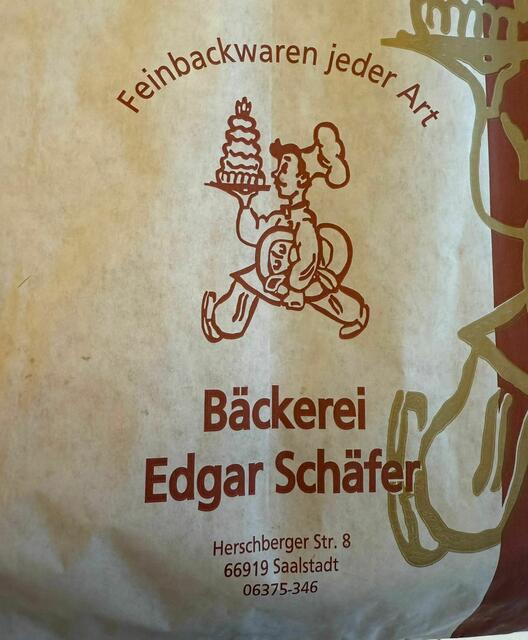 Feinbackwaren jeder Art
Bäckerei
Edgar Schäfer
Herschberger Str. 8
66919 Saalstadt
06375-346